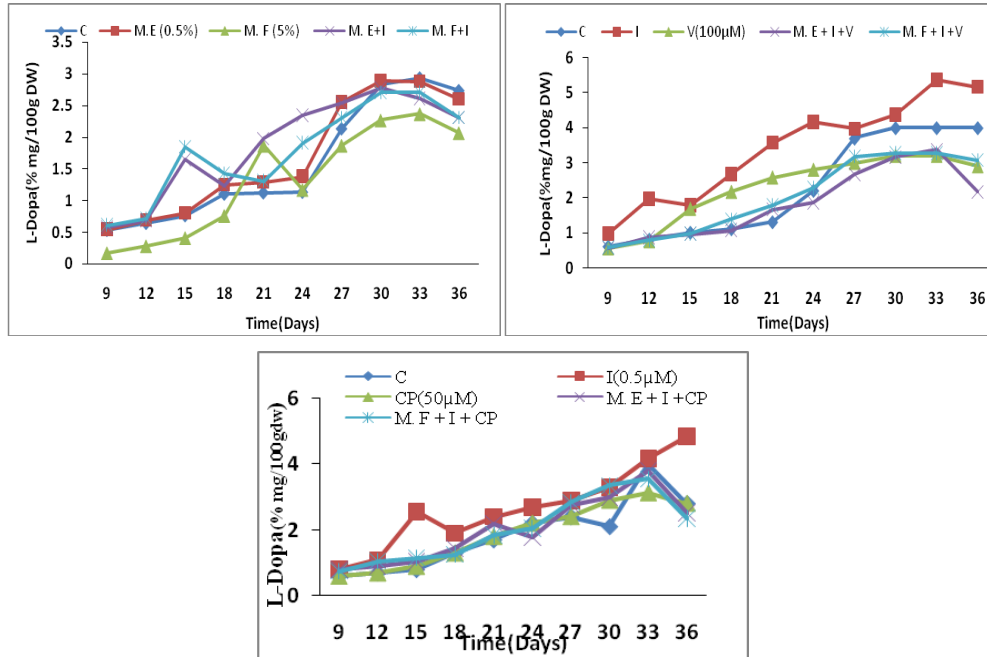 C M.E (0.5%) M. F (5%) M. E+I M. F+I
3.5
3
2.5
2
1.5
1
0.5
0
L-Dopa(% mg/100g DW)
9 12 15 18 21 24 27 30 33 36
Time(Days)
C I V(100µM) M. E + I +V M. F + I +V
6
5
4
3
2
1
0
L-Dopa(%mg/100g DW)
9 12 15 18 21 24 27 30 33 36
Time(Days)
C I(0.5µM)
CP(50µM) M. E + I +CP
M. F + I + CP
6
4
2
0
L-Dopa(% mg/100gdw)
9 12 15 18 21 24 27 30 33 36
Time(Days)